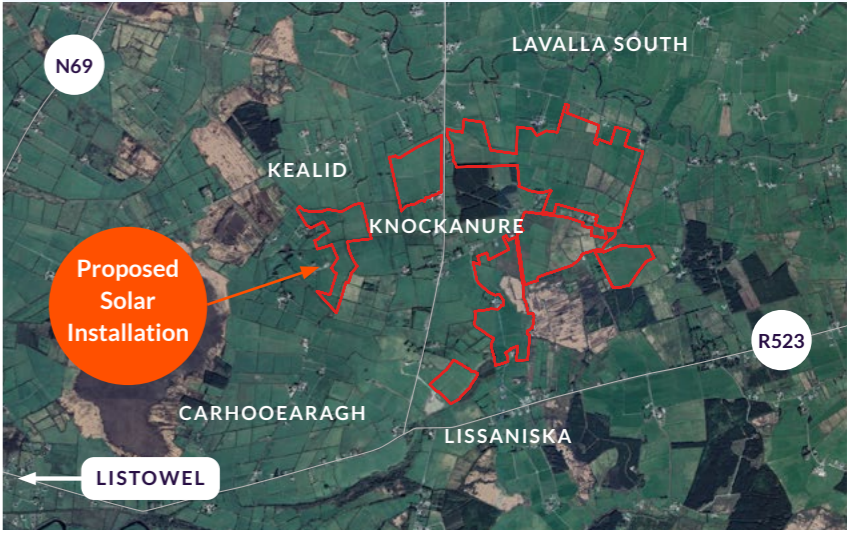 LAVALLA SOUTH
N69
KEALID
KNOCKANURE
Proposed
Solar
Installation
R523
CARHOOEARAGH
LISSANISKA
LISTOWEL